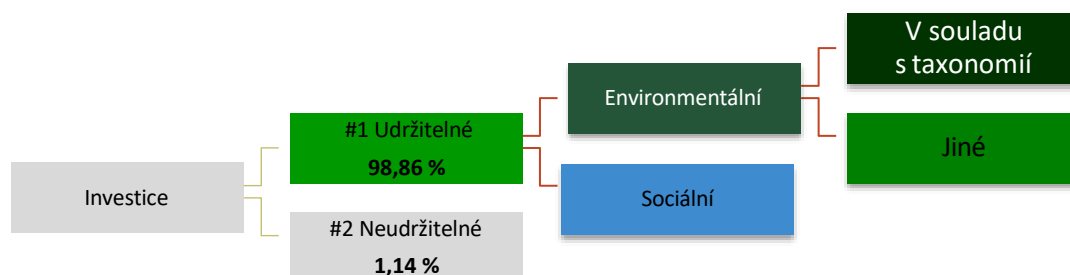 Investice
#1 Udržitelné
98,86 %
#2 Neudržitelné
1,14 %
Environmentální
Sociální
V souladu
s taxonomií
Jiné